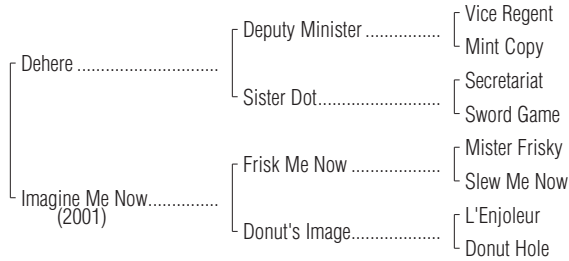 Vice Regent
Deputy Minister ................
Mint Copy
Dehere ..............................
Secretariat
Sister Dot..........................
Sword Game
Mister Frisky
Frisk Me Now ...................
Slew Me Now
Imagine Me Now...............
(2001)
L'Enjoleur
Donut's Image...................
Donut Hole